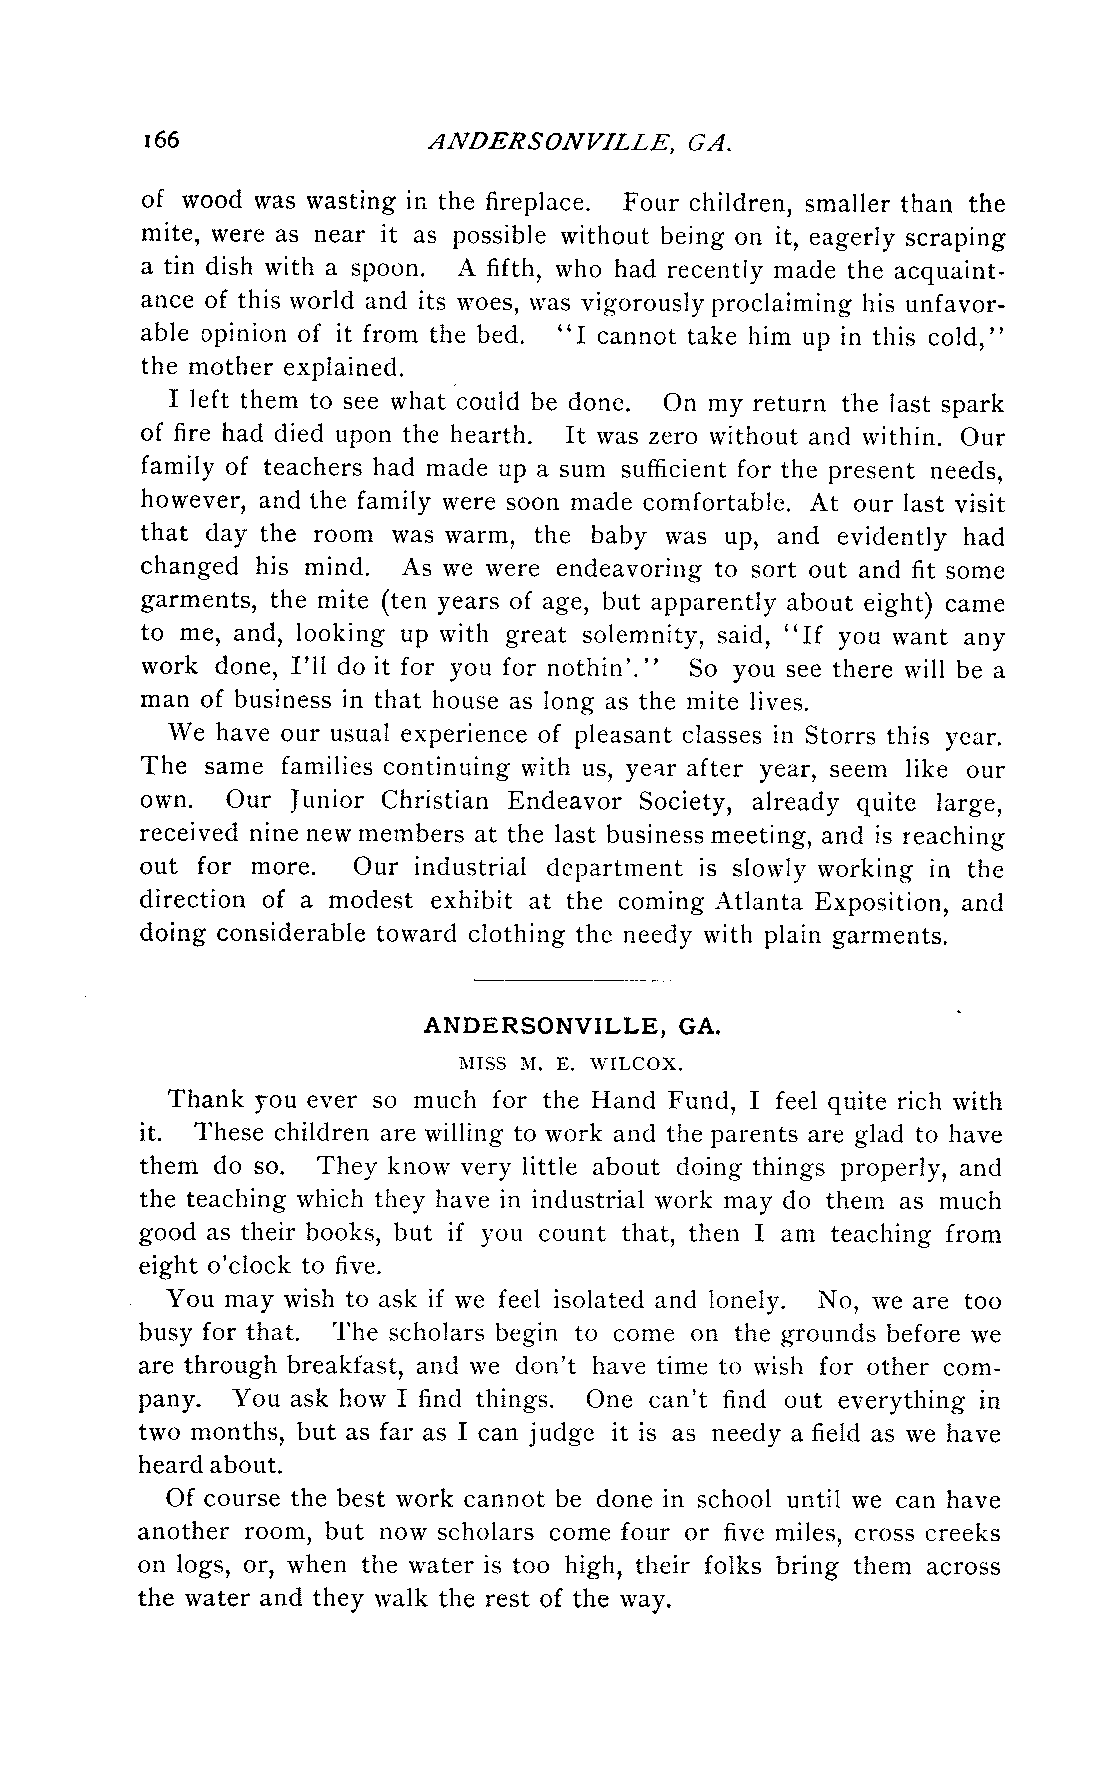 166 ANDERSONVILLE, GA.
of wood was wasting in the fireplace. Four children, smaller than the
mite, were as near it as possible without being on it, eagerly scraping
a tin dish with a spoon. A fifth, who had recently made the acquaint-
ance of this world and its woes, was vigorously proclaiming his unfavor-
able opinion of it from the bed. "I cannot take him up in this cold,"
the mother explained.
I left them to see what could be done. On my return the last spark
of fire had died upon the hearth. It was zero without and within. Our
family of teachers had made up a sum sufficient for the present needs,
however, and the family were soon made comfortable. At our last visit
that day the room was warm, the baby was up, and evidently had
changed his mind. As we were endeavoring to sort out and fit some
garments, the mite (ten years of age, but apparently about eight) came
to me, and, looking up with great solemnity, said, "If you want any
work done, I'll do it for you for nothin'." So you see there will be a
man of business in that house as long as the mite lives.
We have our usual experience of pleasant classes in Storrs this year.
The same families continuing with us, year after year, seem like our
own. Our Junior Christian Endeavor Society, already quite large,
received nine new members at the last business meeting, and is reaching
out for more. Our industrial department is slowly working in the
direction of a modest exhibit at the coming Atlanta Exposition, and
doing considerable toward clothing the needy with plain garments.
ANDERSONVILLE, GA.
MISS M. E. WILCOX.
Thank you ever so much for the Hand Fund, I feel quite rich with
it. These children are willing to work and the parents are glad to have
them do so. They know very little about doing things properly, and
the teaching which they have in industrial work may do them as much
good as their books, but if you count that, then I am teaching from
eight o'clock to five.
You may wish to ask if we feel isolated and lonely. No, we are too
busy for that. The scholars begin to come on the grounds before we
are through breakfast, and we don't have time to wish for other com-
pany. You ask how I find things. One can't find out everything in
two months, but as far as I can judge it is as needy a field as we have
heard about.
Of course the best work cannot be done in school until we can have
another room, but now scholars come four or five miles, cross creeks
on logs, or, when the water is too high, their folks bring them across
the water and they walk the rest of the way.